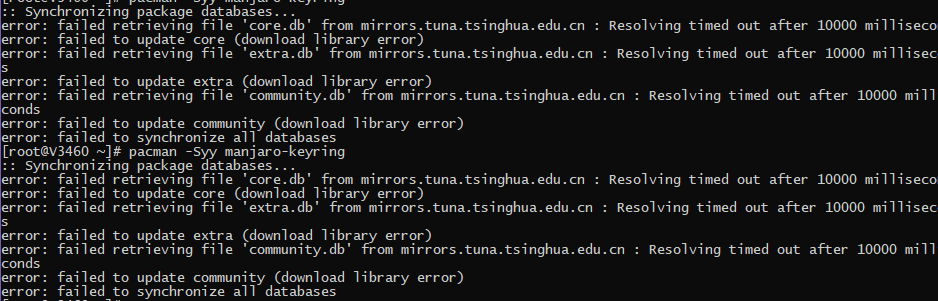 [root@V3460 ~]# pacman -Syy manjaro-keyring
:: Synchronizing package databases...
error: failed retrieving file 'core.db' from mirrors.tuna.tsinghua.edu.cn : Resolving timed out after 10000 milliseco
error: failed to update core (download library error)
error: failed retrieving file 'extra.db' from mirrors.tuna.tsinghua.edu.cn : Resolving timed out after 10000 millisec
s
error: failed to update extra (download library error)
error: failed retrieving file 'community.db' from mirrors.tuna.tsinghua.edu.cn : Resolving timed out after 10000 mill
conds
error: failed to update community (download library error)
error: failed to synchronize all databases
[root@V3460 ~]# pacman -Syy manjaro-keyring
:: Synchronizing package databases...
error: failed retrieving file 'core.db' from mirrors.tuna.tsinghua.edu.cn : Resolving timed out after 10000 milliseco
error: failed to update core (download library error)
error: failed retrieving file 'extra.db' from mirrors.tuna.tsinghua.edu.cn : Resolving timed out after 10000 millisec
s
error: failed to update extra (download library error)
error: failed retrieving file 'community.db' from mirrors.tuna.tsinghua.edu.cn : Resolving timed out after 10000 mill
conds
error: failed to update community (download library error)
error: failed to synchronize all databases